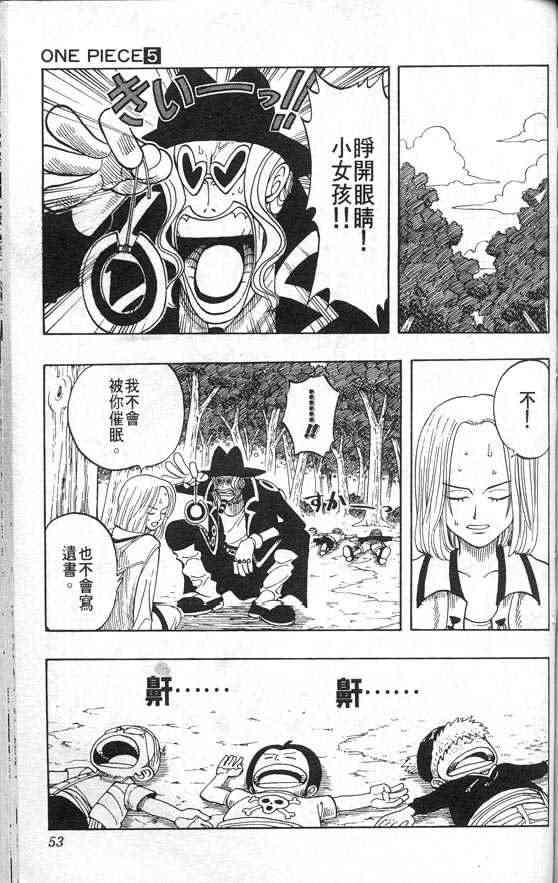 ONE PIECE 5
睜開眼睛！
小女孩！！
きいーっ!!
不！
………!!
すかー
我不會
被你催眠。
也不會寫
遺書。
鼾……
鼾……
53